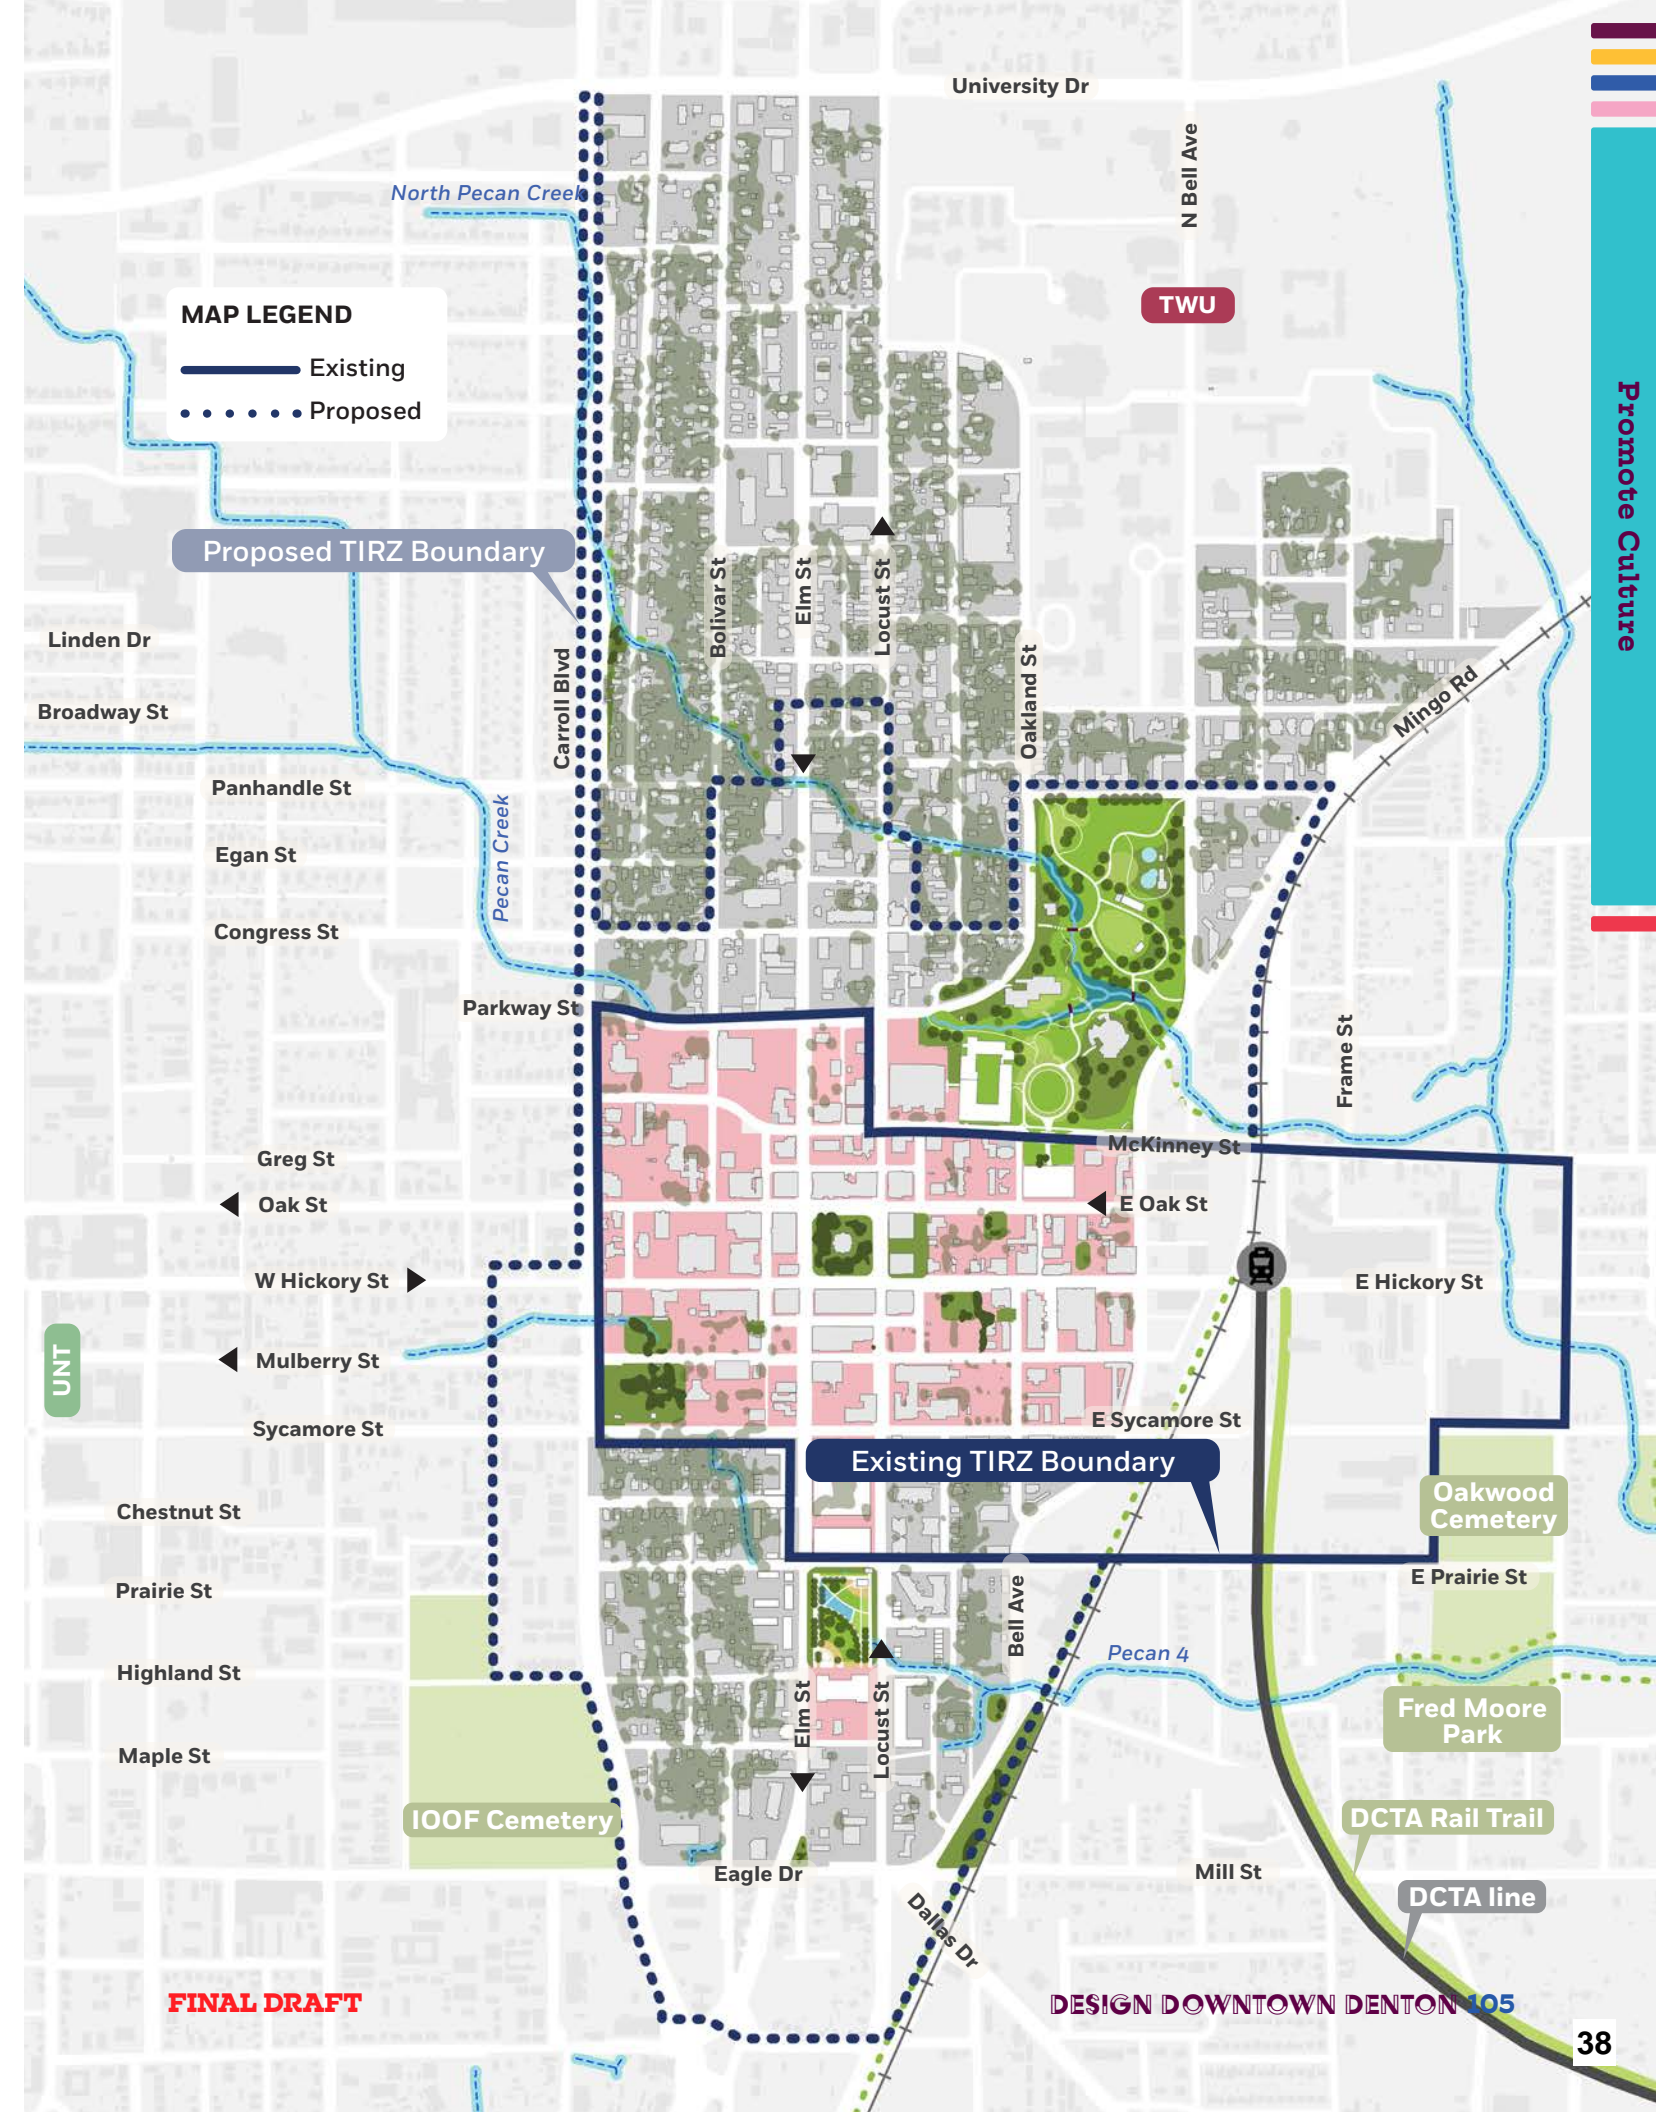 University Dr
N Bell Ave
North Pecan Creek
TWU
MAP LEGEND
Existing
Proposed
Promote Culture
Proposed TIRZ Boundary
Bolivar St
Elm St
Locust St
Oakland St
Carroll Blvd
Linden Dr
Mingo Rd
Broadway St
Panhandle St
Pecan Creek
Egan St
Congress St
Parkway St
Frame St
McKinney St
Greg St
Oak St
E Oak St
W Hickory St
E Hickory St
UNT
Mulberry St
Sycamore St
E Sycamore St
Existing TIRZ Boundary
Oakwood
Cemetery
Chestnut St
Prairie St
E Prairie St
Bell Ave
Pecan 4
Highland St
Elm St
Locust St
Fred Moore
Park
Maple St
IOOF Cemetery
DCTA Rail Trail
Eagle Dr
Mill St
DCTA line
Dallas Dr
FINAL DRAFT
DESIGN DOWNTOWN DENTON 105
38